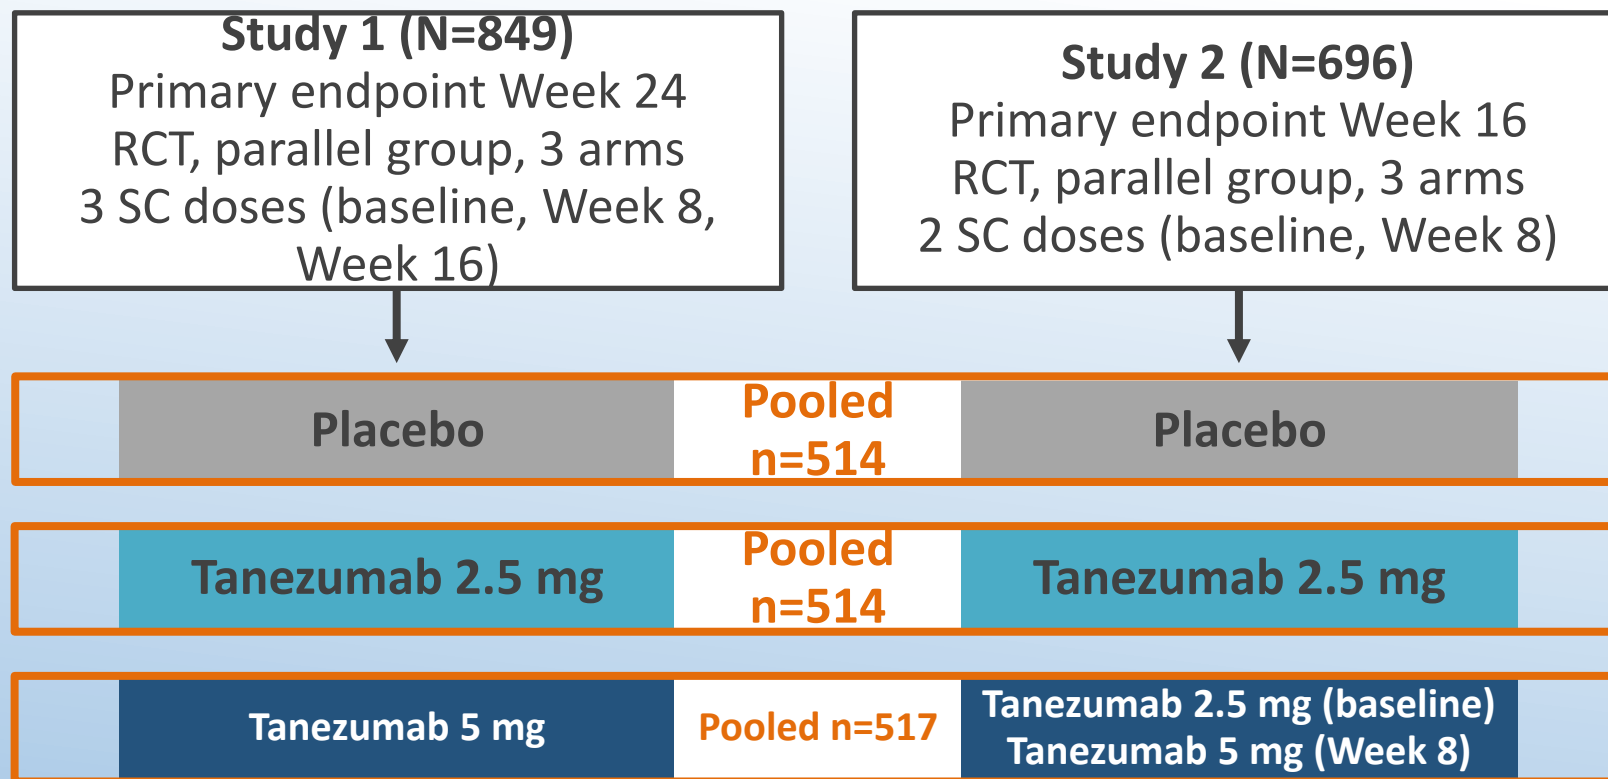 Study 1 (N=849)
Primary endpoint Week 24
RCT, parallel group, 3 arms
3 SC doses (baseline, Week 8,
Week 16)
Study 2 (N=696)
Primary endpoint Week 16
RCT, parallel group, 3 arms
2 SC doses (baseline, Week 8)
Placebo
Pooled
n=514
Placebo
Tanezumab 2.5 mg
Pooled
n=514
Tanezumab 2.5 mg
Tanezumab 5 mg
Pooled n=517
Tanezumab 2.5 mg (baseline)
Tanezumab 5 mg (Week 8)